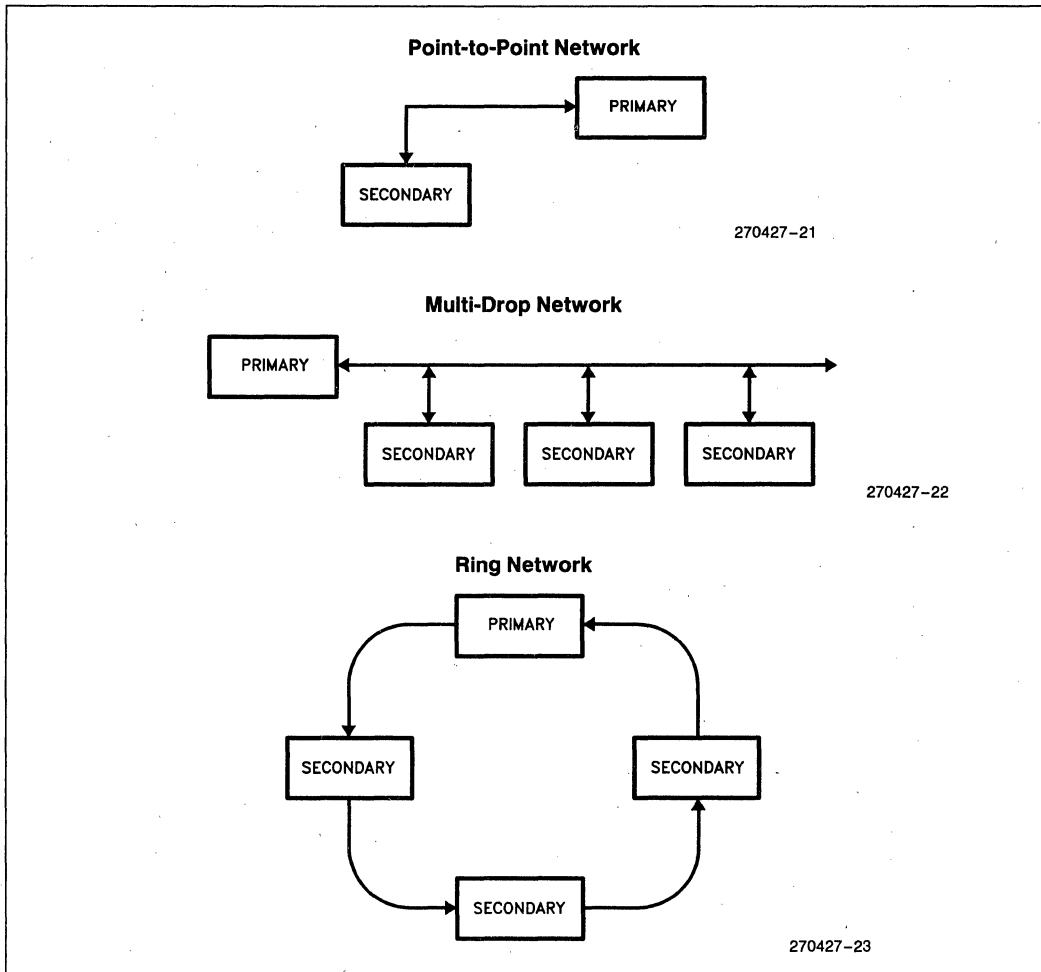 Point-to-Point Network
PRIMARY
SECONDARY
270427-21
Multi-Drop Network
PRIMARY
SECONDARY SECONDARY SECONDARY
270427-22
Ring Network
PRIMARY
SECONDARY SECONDARY
SECONDARY
270427-23